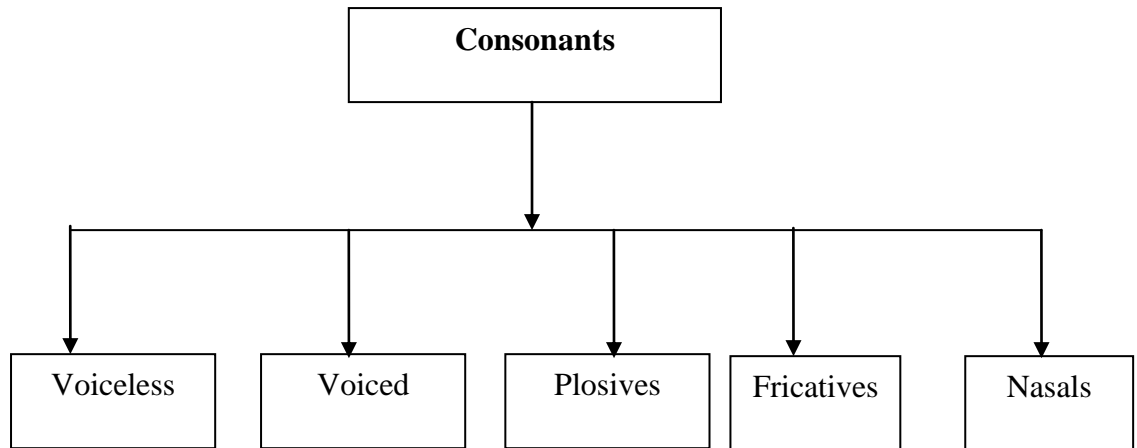 Consonants
Voiceless
Voiced
Plosives
Fricatives
Nasals